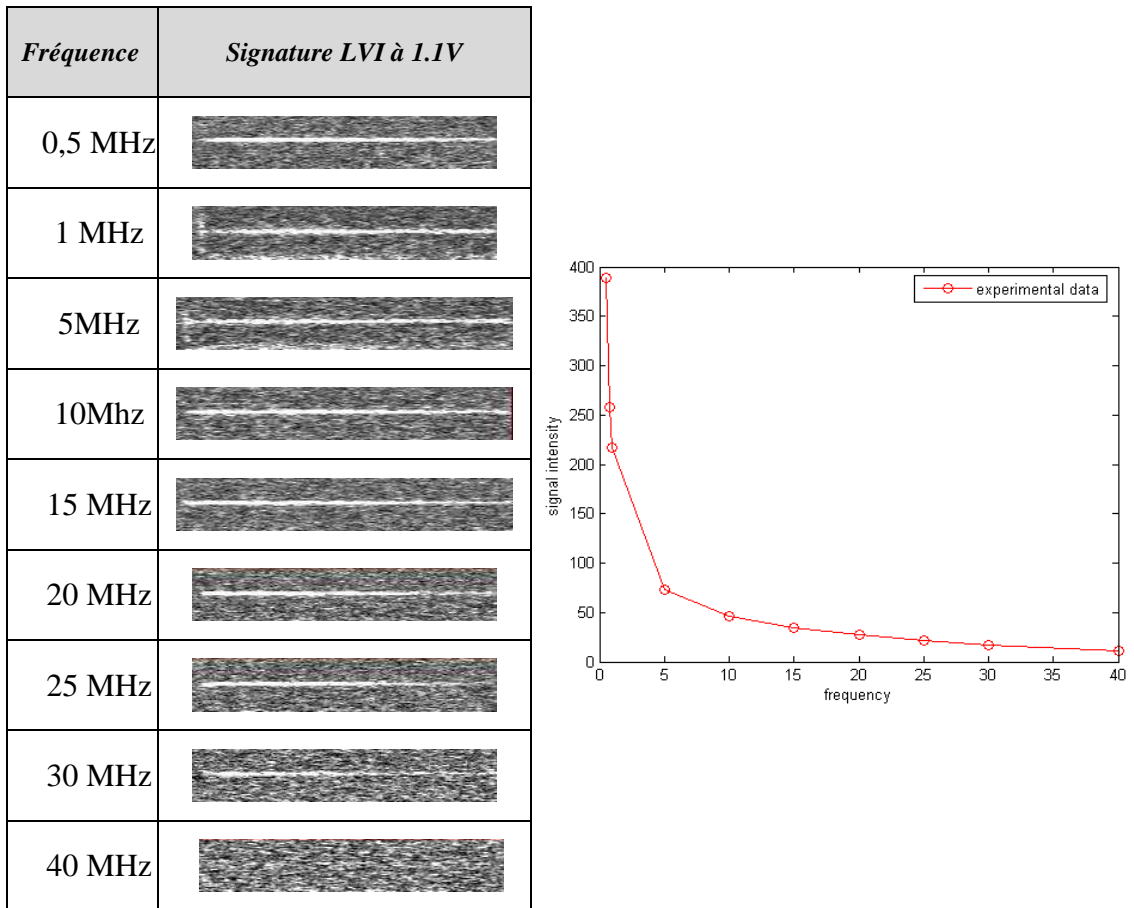 Fréquence Signature LVI à 1.1V
0,5 MHz
1 MHz
5MHz
10Mhz
15 MHz
20 MHz
25 MHz
30 MHz
40 MHz
400
350
300
250
200
150
100
50
0
signal intensity
experimental data
0 5 10 15 20 25 30 35 40
frequency